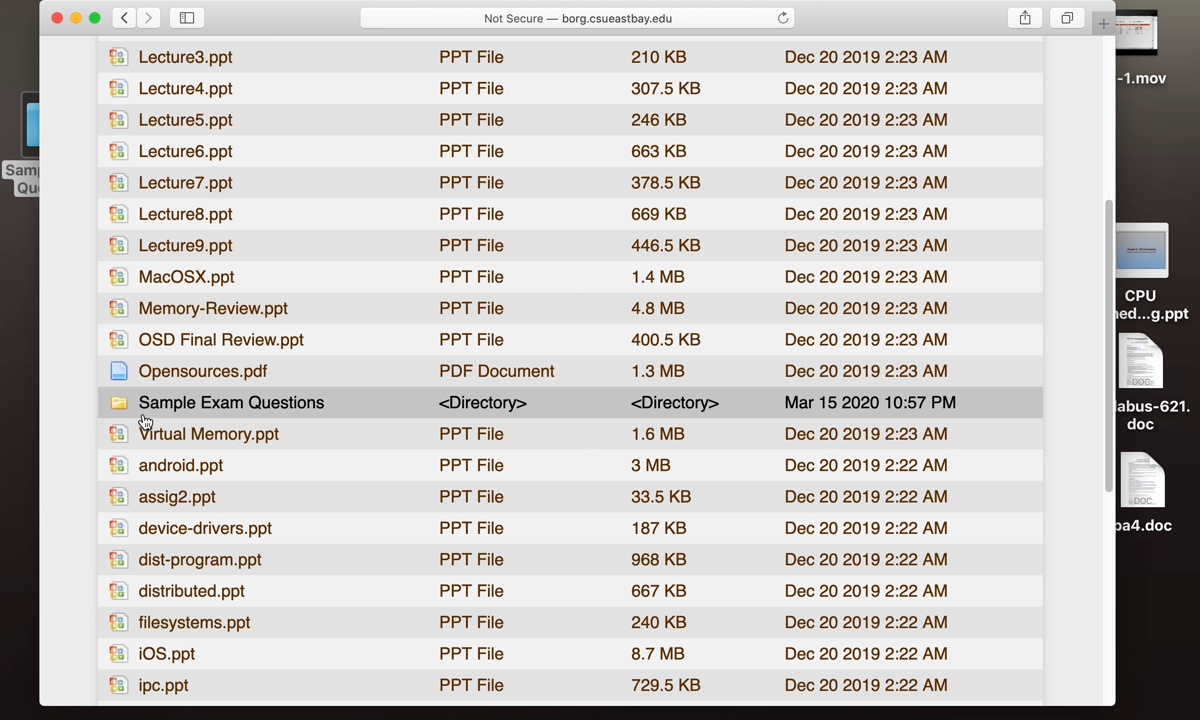 Not Secure — borg.csueastbay.edu
Lecture3.ppt PPT File 210 KB Dec 20 2019 2:23 AM
Lecture4.ppt PPT File 307.5 KB Dec 20 2019 2:23 AM
Lecture5.ppt PPT File 246 KB Dec 20 2019 2:23 AM
Lecture6.ppt PPT File 663 KB Dec 20 2019 2:23 AM
Lecture7.ppt PPT File 378.5 KB Dec 20 2019 2:23 AM
Lecture8.ppt PPT File 669 KB Dec 20 2019 2:23 AM
Lecture9.ppt PPT File 446.5 KB Dec 20 2019 2:23 AM
MacOSX.ppt PPT File 1.4 MB Dec 20 2019 2:23 AM
Memory-Review.ppt PPT File 4.8 MB Dec 20 2019 2:23 AM
OSD Final Review.ppt PPT File 400.5 KB Dec 20 2019 2:23 AM
Opensources.pdf PDF Document 1.3 MB Dec 20 2019 2:23 AM
Sample Exam Questions <Directory> <Directory> Mar 15 2020 10:57 PM
Virtual Memory.ppt PPT File 1.6 MB Dec 20 2019 2:23 AM
android.ppt PPT File 3 MB Dec 20 2019 2:22 AM
assig2.ppt PPT File 33.5 KB Dec 20 2019 2:22 AM
device-drivers.ppt PPT File 187 KB Dec 20 2019 2:22 AM
dist-program.ppt PPT File 968 KB Dec 20 2019 2:22 AM
distributed.ppt PPT File 667 KB Dec 20 2019 2:22 AM
filesystems.ppt PPT File 240 KB Dec 20 2019 2:22 AM
iOS.ppt PPT File 8.7 MB Dec 20 2019 2:22 AM
ipc.ppt PPT File 729.5 KB Dec 20 2019 2:22 AM
Sam
Qu
-1.mov
CPU
ned...g.ppt
DOC
labus-621.
doc
DOC
pa4.doc